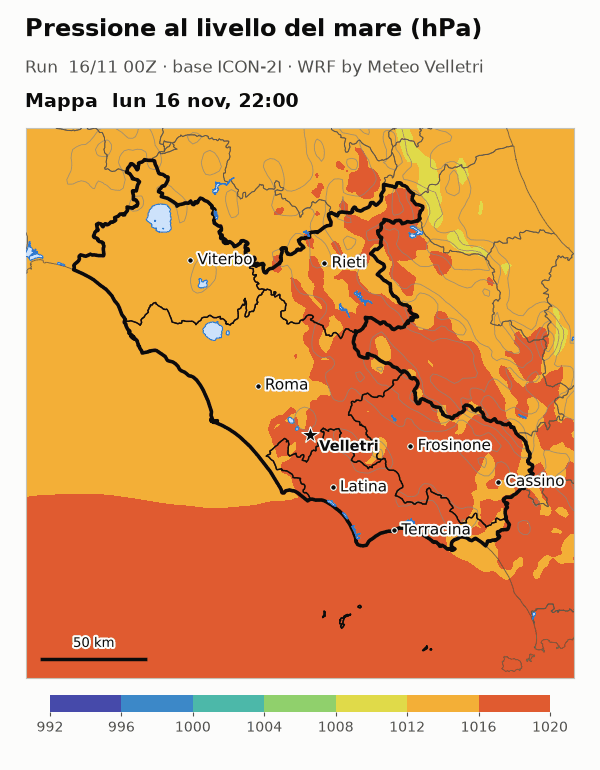 Pressione al livello del mare (hPa)
Run  16/11 00Z · base ICON-2I · WRF by Meteo Velletri
Mappa  lun 16 nov, 22:00
Viterbo
Rieti
Roma
Velletri
Frosinone
Cassino
Latina
Terracina
50 km
992 996 1000 1004 1008 1012 1016 1020